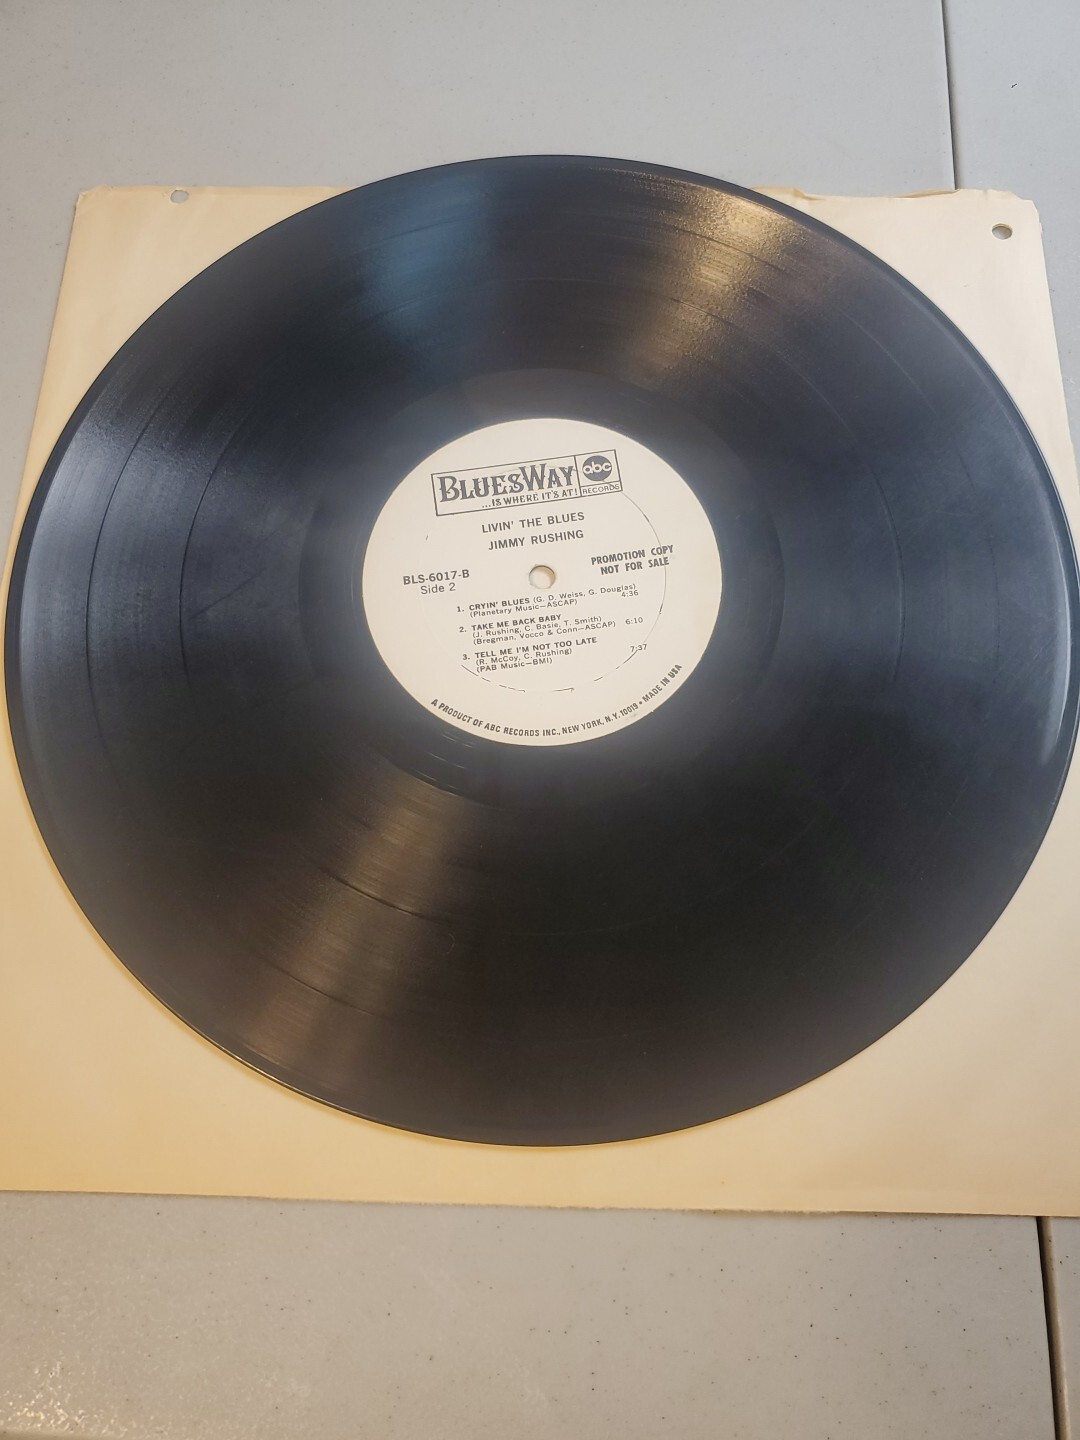 BLUESWAY abc
...IS WHERE IT'S AT! RECORDS
LIVIN' THE BLUES
JIMMY RUSHING
BLS-6017-B
Side 2
PROMOTION COPY
NOT FOR SALE
1. CRYIN' BLUES (G. D. Weiss, G. Douglas)
(Planetary Music—ASCAP) 4:36
2. TAKE ME BACK BABY
(J. Rushing, C. Basie, T. Smith)
(Bregman, Vocco & Conn—ASCAP) 6:10
3. TELL ME I'M NOT TOO LATE
(R. McCoy, C. Rushing) 7:37
(PAB Music—BMI)
A PRODUCT OF ABC RECORDS INC., NEW YORK, N.Y. 10019 • MADE IN USA